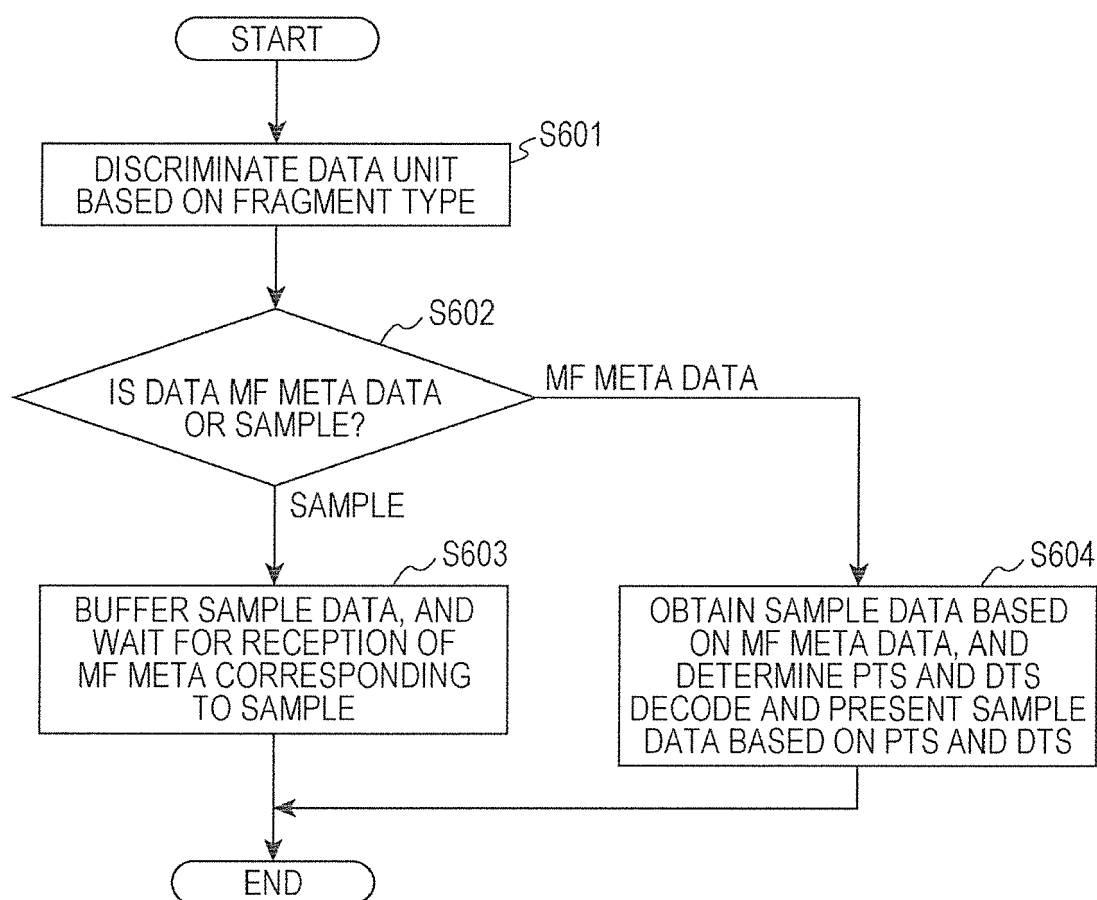 START
S601
DISCRIMINATE DATA UNIT
BASED ON FRAGMENT TYPE
S602
IS DATA MF META DATA
OR SAMPLE?
MF META DATA
SAMPLE
S603
BUFFER SAMPLE DATA, AND
WAIT FOR RECEPTION OF
MF META CORRESPONDING
TO SAMPLE
S604
OBTAIN SAMPLE DATA BASED
ON MF META DATA, AND
DETERMINE PTS AND DTS
DECODE AND PRESENT SAMPLE
DATA BASED ON PTS AND DTS
END